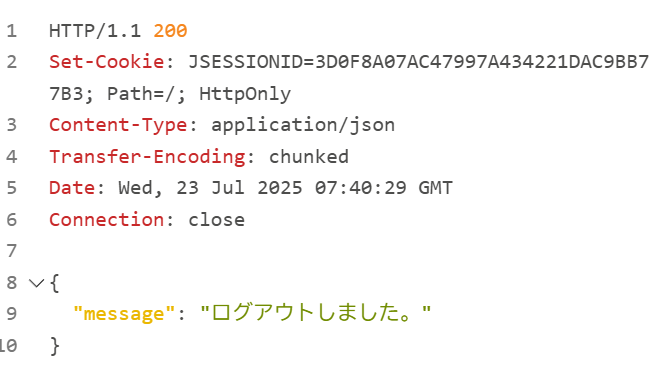 1 HTTP/1.1 200
2 Set-Cookie: JSESSIONID=3D0F8A07AC47997A434221DAC9BB7
7B3; Path=/; HttpOnly
3 Content-Type: application/json
4 Transfer-Encoding: chunked
5 Date: Wed, 23 Jul 2025 07:40:29 GMT
6 Connection: close
7
8 {
9 "message": "ログアウトしました。"
10 }